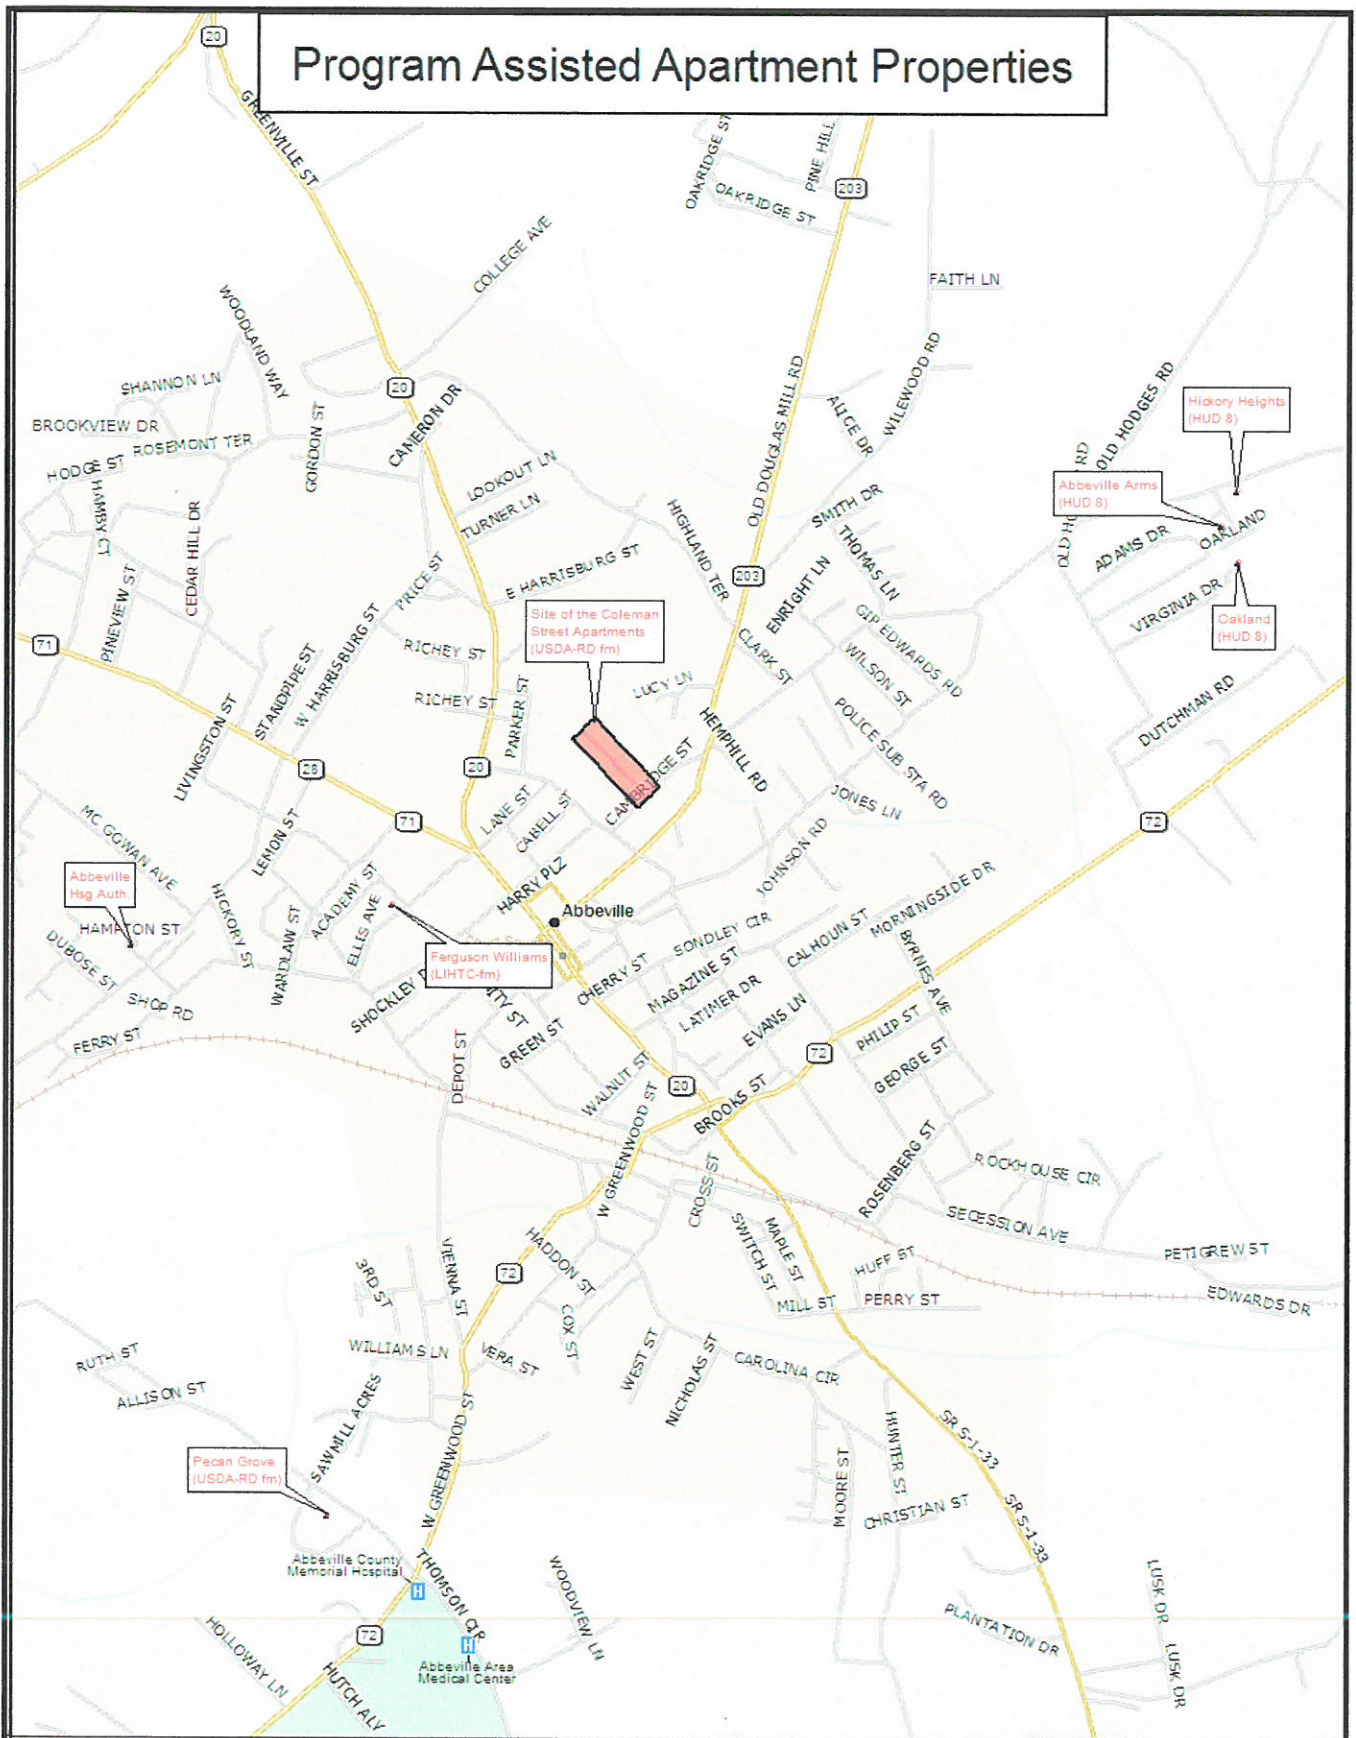 Program Assisted Apartment Properties
20
GREENVILLE ST
OAKRIDGE ST
PINE HILL
OAKRIDGE ST
203
COLLEGE AVE
FAITH LN
WOODLAND WAY
SHANNON LN
20
CAMERON DR
OLD DOUGLAS MILL RD
ALICE DR
WILEWOOD RD
OLD HODGES RD
RD
Hickory Heights
(HUD 8)
BROOKVIEW DR
ROSEMONT TER
GORDON ST
HODGE ST
HAMBY CT
LOOKOUT LN
TURNER LN
CEDAR HILL DR
HIGHLAND TER
SMITH DR
THOMAS LN
Abbeville Arms
(HUD 8)
ADAMS DR
OAKLAND
PINEVIEW ST
PRICE ST
E HARRISBURG ST
203
ENRIGHT LN
GIP EDWARDS RD
VIRGINIA DR
Oakland
(HUD 8)
Site of the Coleman
Street Apartments
(USDA-RD fm)
71
STANDPIPE ST
W HARRISBURG ST
RICHEY ST
RICHEY ST
PARKER ST
LUCY LN
CLARK ST
WILSON ST
POLICE SUB STA RD
DUTCHMAN RD
LIVINGSTON ST
28
20
HEMPHILL RD
CAMBRIDGE ST
JONES LN
72
MC GOWAN AVE
LEMON ST
71
LANE ST
CABELL ST
JOHNSON RD
Abbeville
Hsg Auth
HICKORY ST
ACADEMY ST
ELLIS AVE
WARDLAW ST
HARRY PLZ
Abbeville
HAMPTON ST
DUBOSE ST
SHOP RD
FERRY ST
Ferguson Williams
(LIHTC-fm)
SHOCKLEY
CHERRY ST
SONDLEY CIR
MAGAZINE ST
LATIMER DR
CALHOUN ST
MORNINGSIDE DR
BYRNES AVE
EVANS LN
PHILIP ST
GEORGE ST
DEPOT ST
GREEN ST
WALNUT ST
20
72
BROOKS ST
W GREENWOOD ST
CROSS ST
ROSENBERG ST
ROCKHOUSE CIR
SECESSION AVE
PETIGREW ST
EDWARDS DR
SWITCH ST
MAPLE ST
HUFF ST
MILL ST
PERRY ST
VIENNA ST
3RD ST
72
HADDON ST
COX ST
WILLIAMS LN
VERA ST
WEST ST
NICHOLAS ST
CAROLINA CIR
RUTH ST
ALLISON ST
SAWMILL ACRES
W GREENWOOD ST
HUNTER ST
MOORE ST
SR S-1-33
SR S-1-33
CHRISTIAN ST
Pecan Grove
(USDA-RD fm)
Abbeville County
Memorial Hospital
H
THOMSON CIR
WOODVIEW LN
PLANTATION DR
LUSK DR
LUSK DR
HOLLOWAY LN
72
HUTCH ALY
H
Abbeville Area
Medical Center